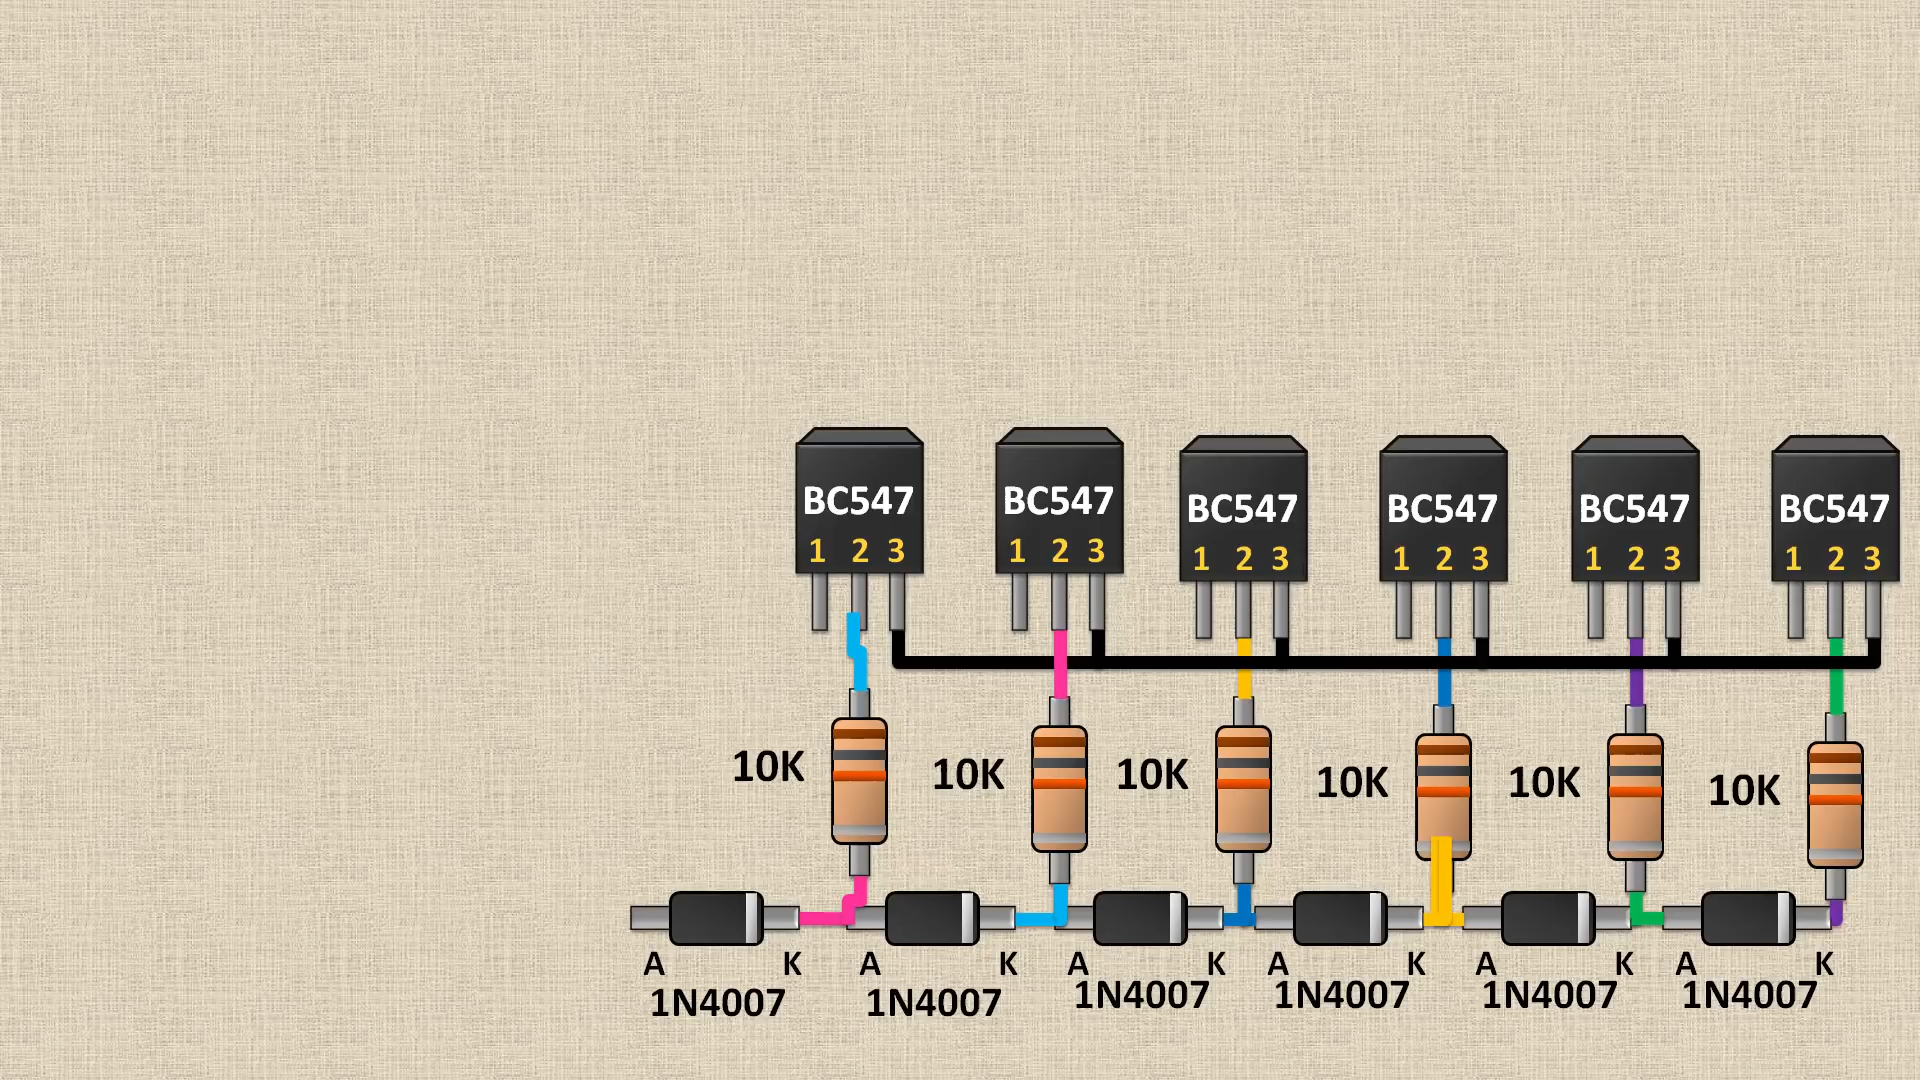 BC547 BC547 BC547 BC547 BC547 BC547
1 2 3 1 2 3 1 2 3 1 2 3 1 2 3 1 2 3
10K 10K 10K 10K 10K 10K
A K A K A K A K A K A K
1N4007 1N4007 1N4007 1N4007 1N4007 1N4007